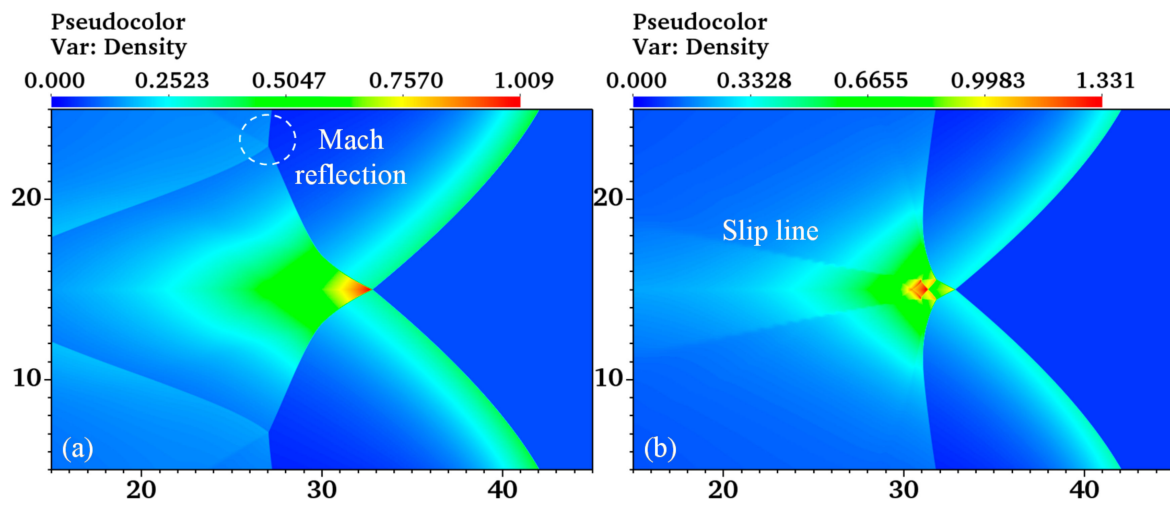 Pseudocolor
Var: Density
0.000 0.2523 0.5047 0.7570 1.009
Mach
reflection
20
10
(a)
20 30 40
Pseudocolor
Var: Density
0.000 0.3328 0.6655 0.9983 1.331
20
Slip line
10
(b)
20 30 40